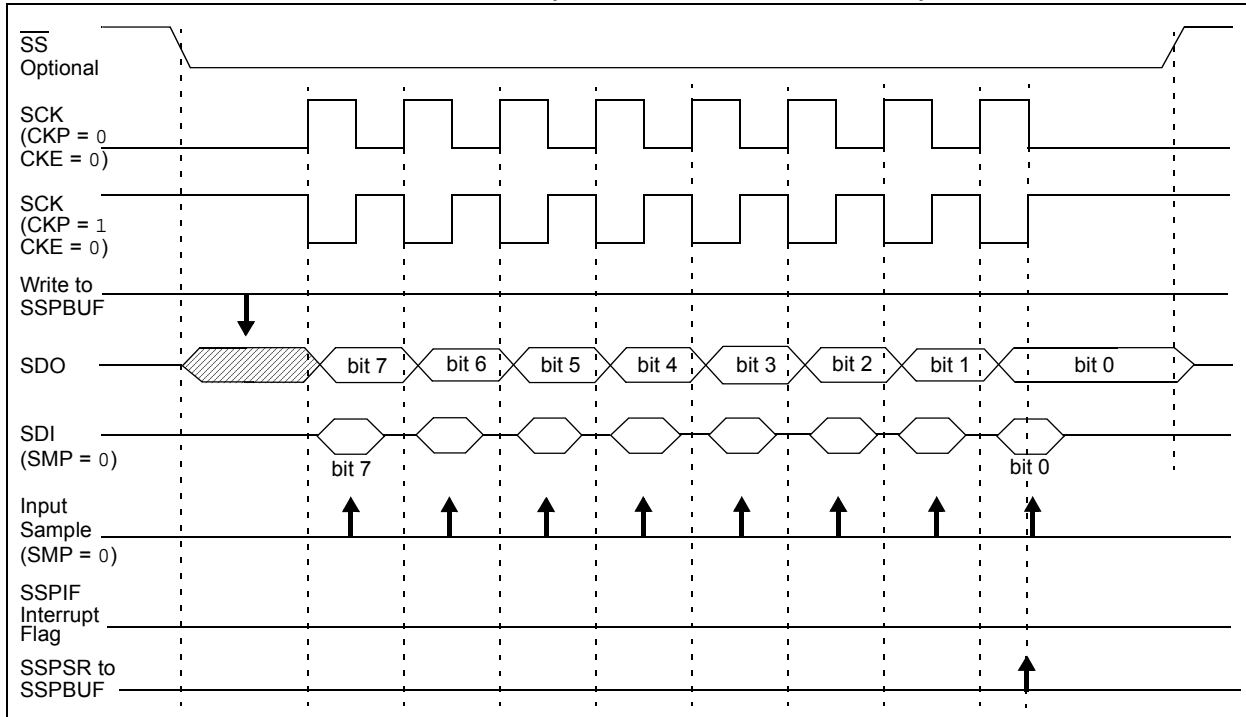 SS
Optional
SCK
(CKP = 0
CKE = 0)
SCK
(CKP = 1
CKE = 0)
Write to
SSPBUF
SDO
bit 7 bit 6 bit 5 bit 4 bit 3 bit 2 bit 1 bit 0
SDI
(SMP = 0)
bit 7 bit 0
Input
Sample
(SMP = 0)
SSPIF
Interrupt
Flag
SSPSR to
SSPBUF